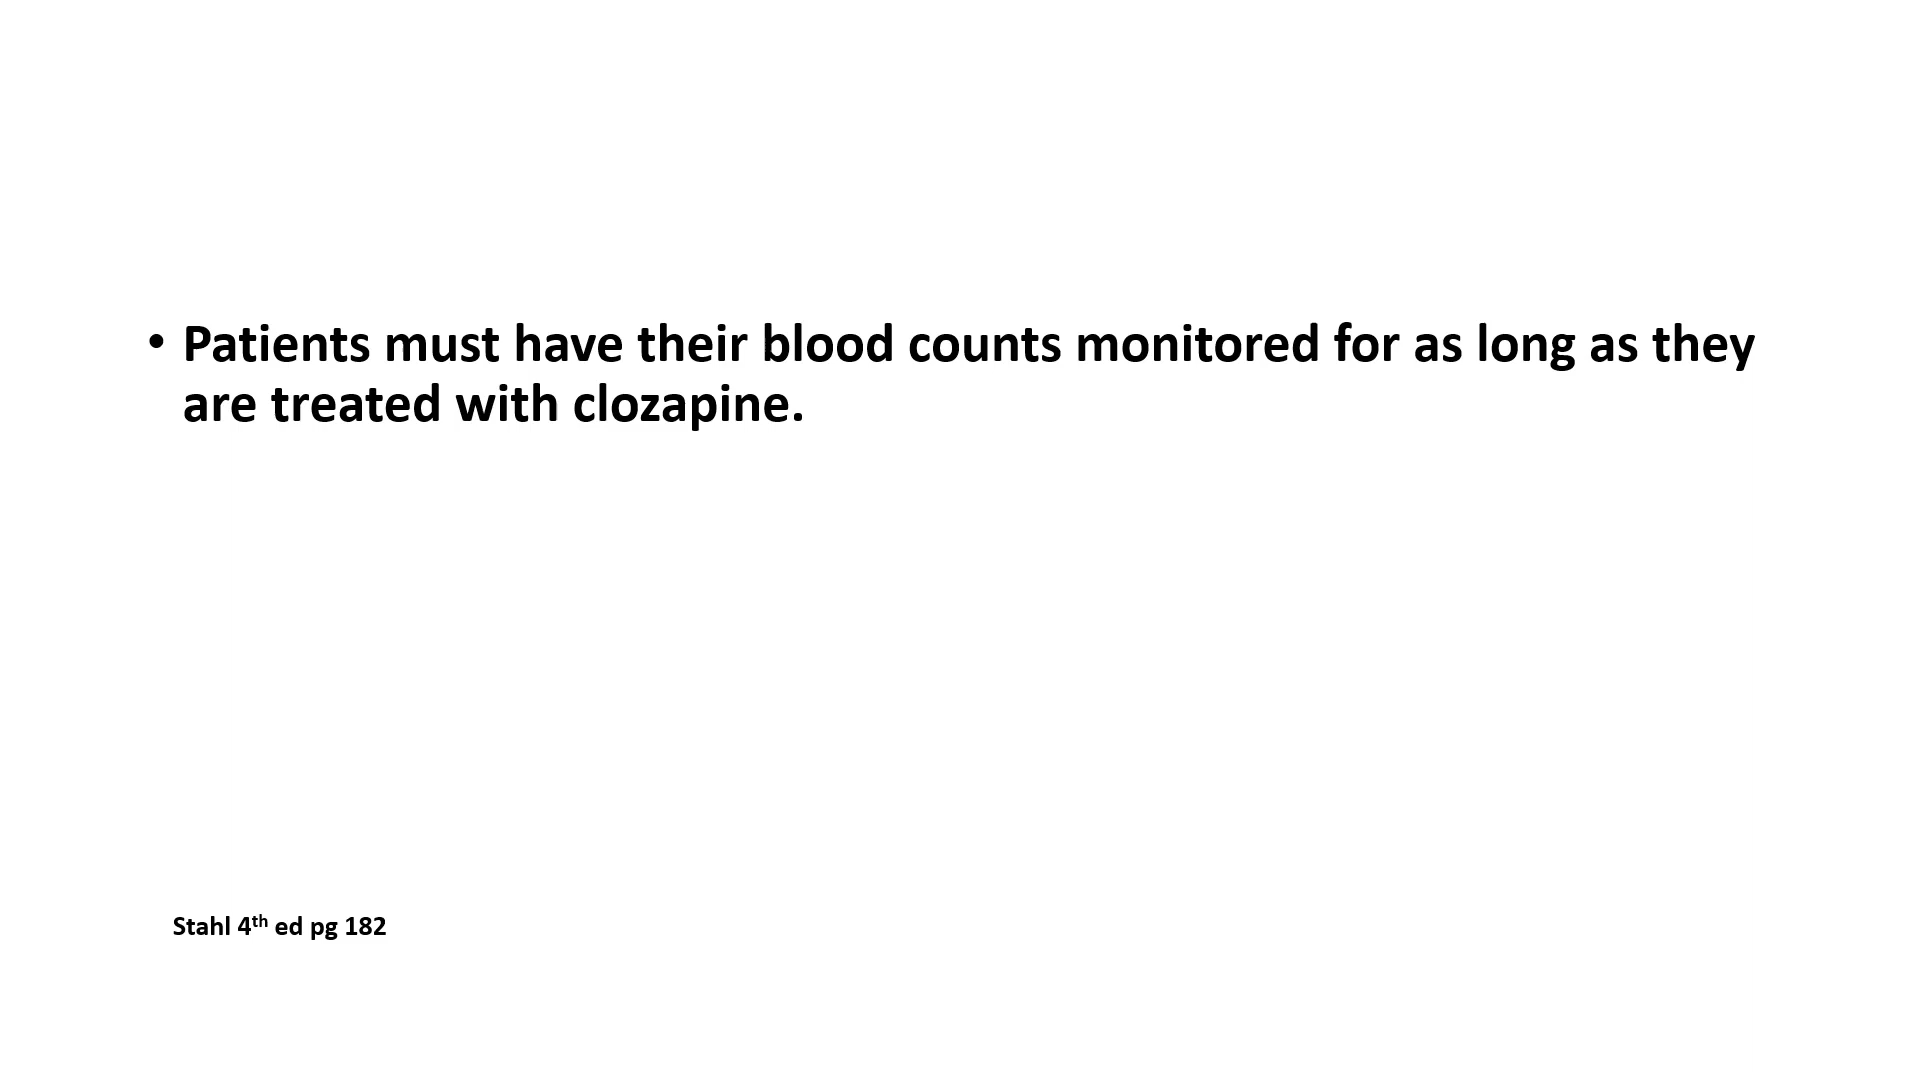 • Patients must have their blood counts monitored for as long as they
are treated with clozapine.
Stahl 4th ed pg 182